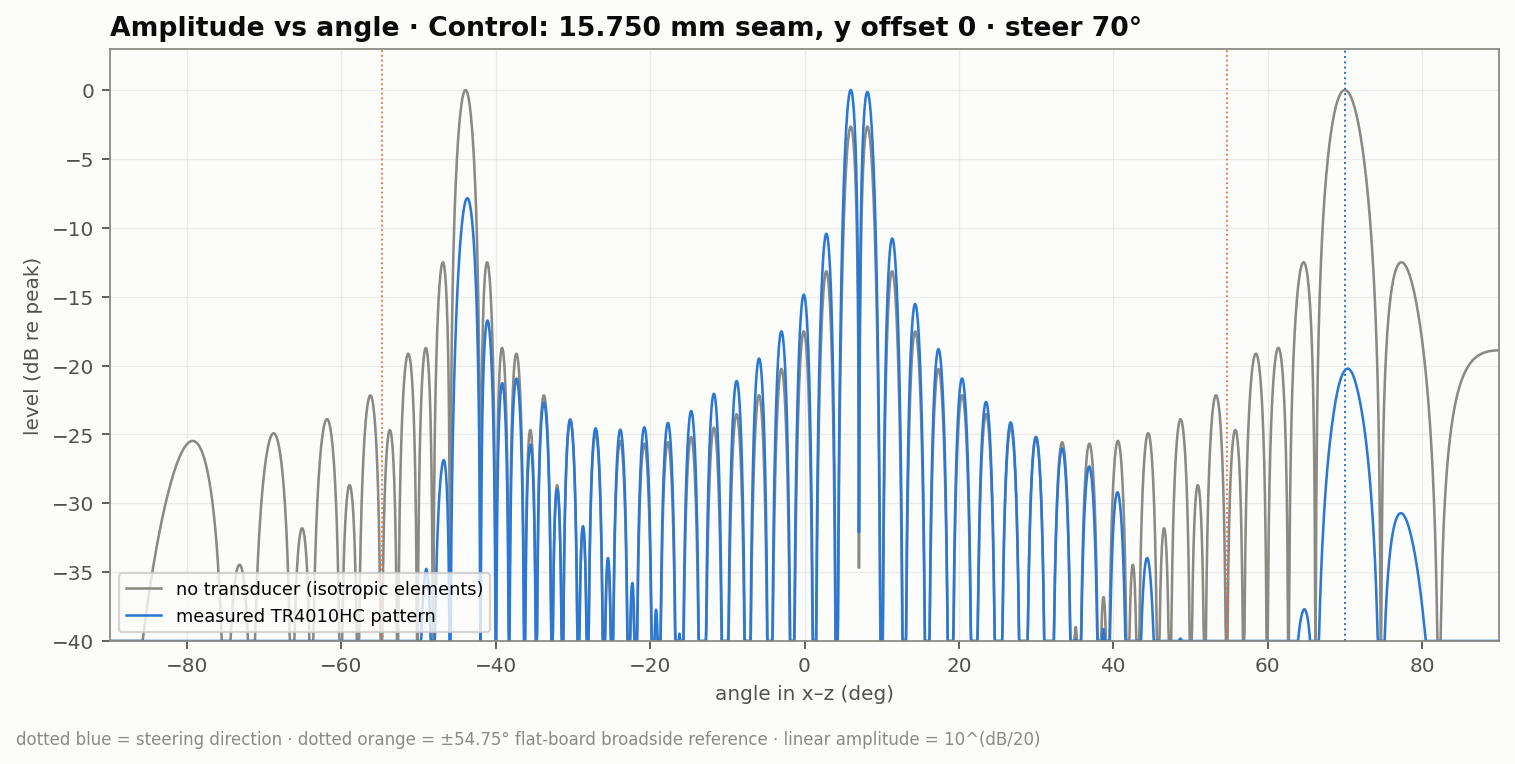 Amplitude vs angle · Control: 15.750 mm seam, y offset 0 · steer 70°
level (dB re peak)
0
−5
−10
−15
−20
−25
−30
−35
−40
no transducer (isotropic elements)
measured TR4010HC pattern
−80 −60 −40 −20 0 20 40 60 80
angle in x–z (deg)
dotted blue = steering direction · dotted orange = ±54.75° flat-board broadside reference · linear amplitude = 10^(dB/20)